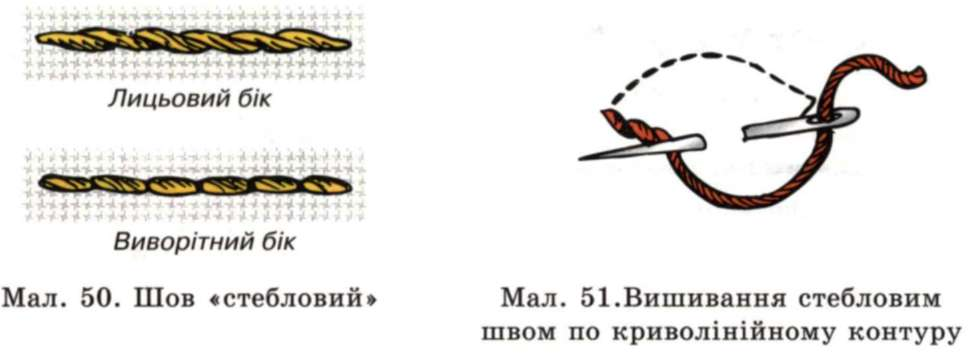 Лицьовий бік
Виворітний бік
Мал. 50. Шов «стебловий»
Мал. 51.Вишивання стебловим
швом по криволінійному контуру